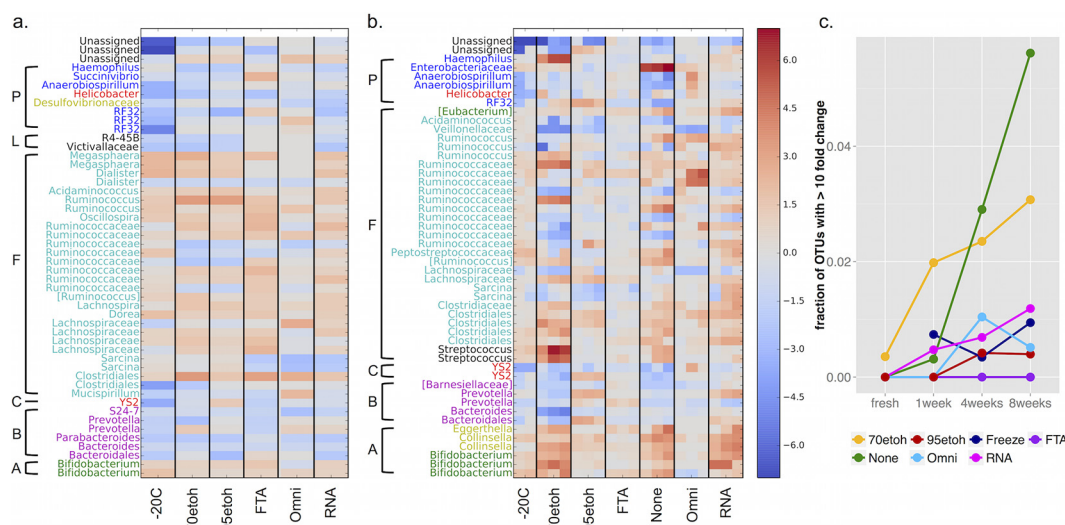 a.
Unassigned
Unassigned
Unassigned
Haemophilus
Succinivibrio
Anaerobiospirillum
Helicobacter
Desulfovibrionaceae
RF32
RF32
RF32
R4-45B
Victivallaceae
Megasphaera
Megasphaera
Dialister
Dialister
Acidaminococcus
Ruminococcus
Ruminococcus
Oscillospira
Ruminococcaceae
Ruminococcaceae
Ruminococcaceae
Ruminococcaceae
Ruminococcaceae
Ruminococcaceae
Ruminococcaceae
Ruminococcaceae
[Ruminococcus]
Lachnospira
Dorea
Lachnospiraceae
Lachnospiraceae
Lachnospiraceae
Lachnospiraceae
Sarcina
Sarcina
Clostridiales
Clostridiales
Mucispirillum
YS2
S24-7
Prevotella
Prevotella
Parabacteroides
Bacteroides
Bacteroidales
Bifidobacterium
Bifidobacterium
P
L
F
C
B
A
-20C
0etoh
5etoh
FTA
Omni
RNA
b.
Unassigned
Unassigned
Haemophilus
Enterobacteriaceae
Anaerobiospirillum
Anaerobiospirillum
Helicobacter
RF32
[Eubacterium]
Acidaminococcus
Veillonellaceae
Ruminococcus
Ruminococcus
Ruminococcus
Ruminococcaceae
Ruminococcaceae
Ruminococcaceae
Ruminococcaceae
Ruminococcaceae
Ruminococcaceae
Ruminococcaceae
Ruminococcaceae
Ruminococcaceae
Ruminococcaceae
Peptostreptococcaceae
[Ruminococcus]
Lachnospiraceae
Lachnospiraceae
Sarcina
Sarcina
Clostridiaceae
Clostridiales
Clostridiales
Clostridiales
Clostridiales
Streptococcus
Streptococcus
YS2
YS2
[Barnesiellaceae]
Prevotella
Prevotella
Bacteroides
Bacteroidales
Eggerthella
Collinsella
Collinsella
Bifidobacterium
Bifidobacterium
Bifidobacterium
P
F
C
B
A
-20C
0etoh
5etoh
FTA
None
Omni
RNA
6.0
4.5
3.0
1.5
0.0
−1.5
−3.0
−4.5
−6.0
c.
fraction of OTUs with > 10 fold change
0.04
0.02
0.00
fresh
1week
4weeks
8weeks
70etoh
95etoh
Freeze
FTA
None
Omni
RNA